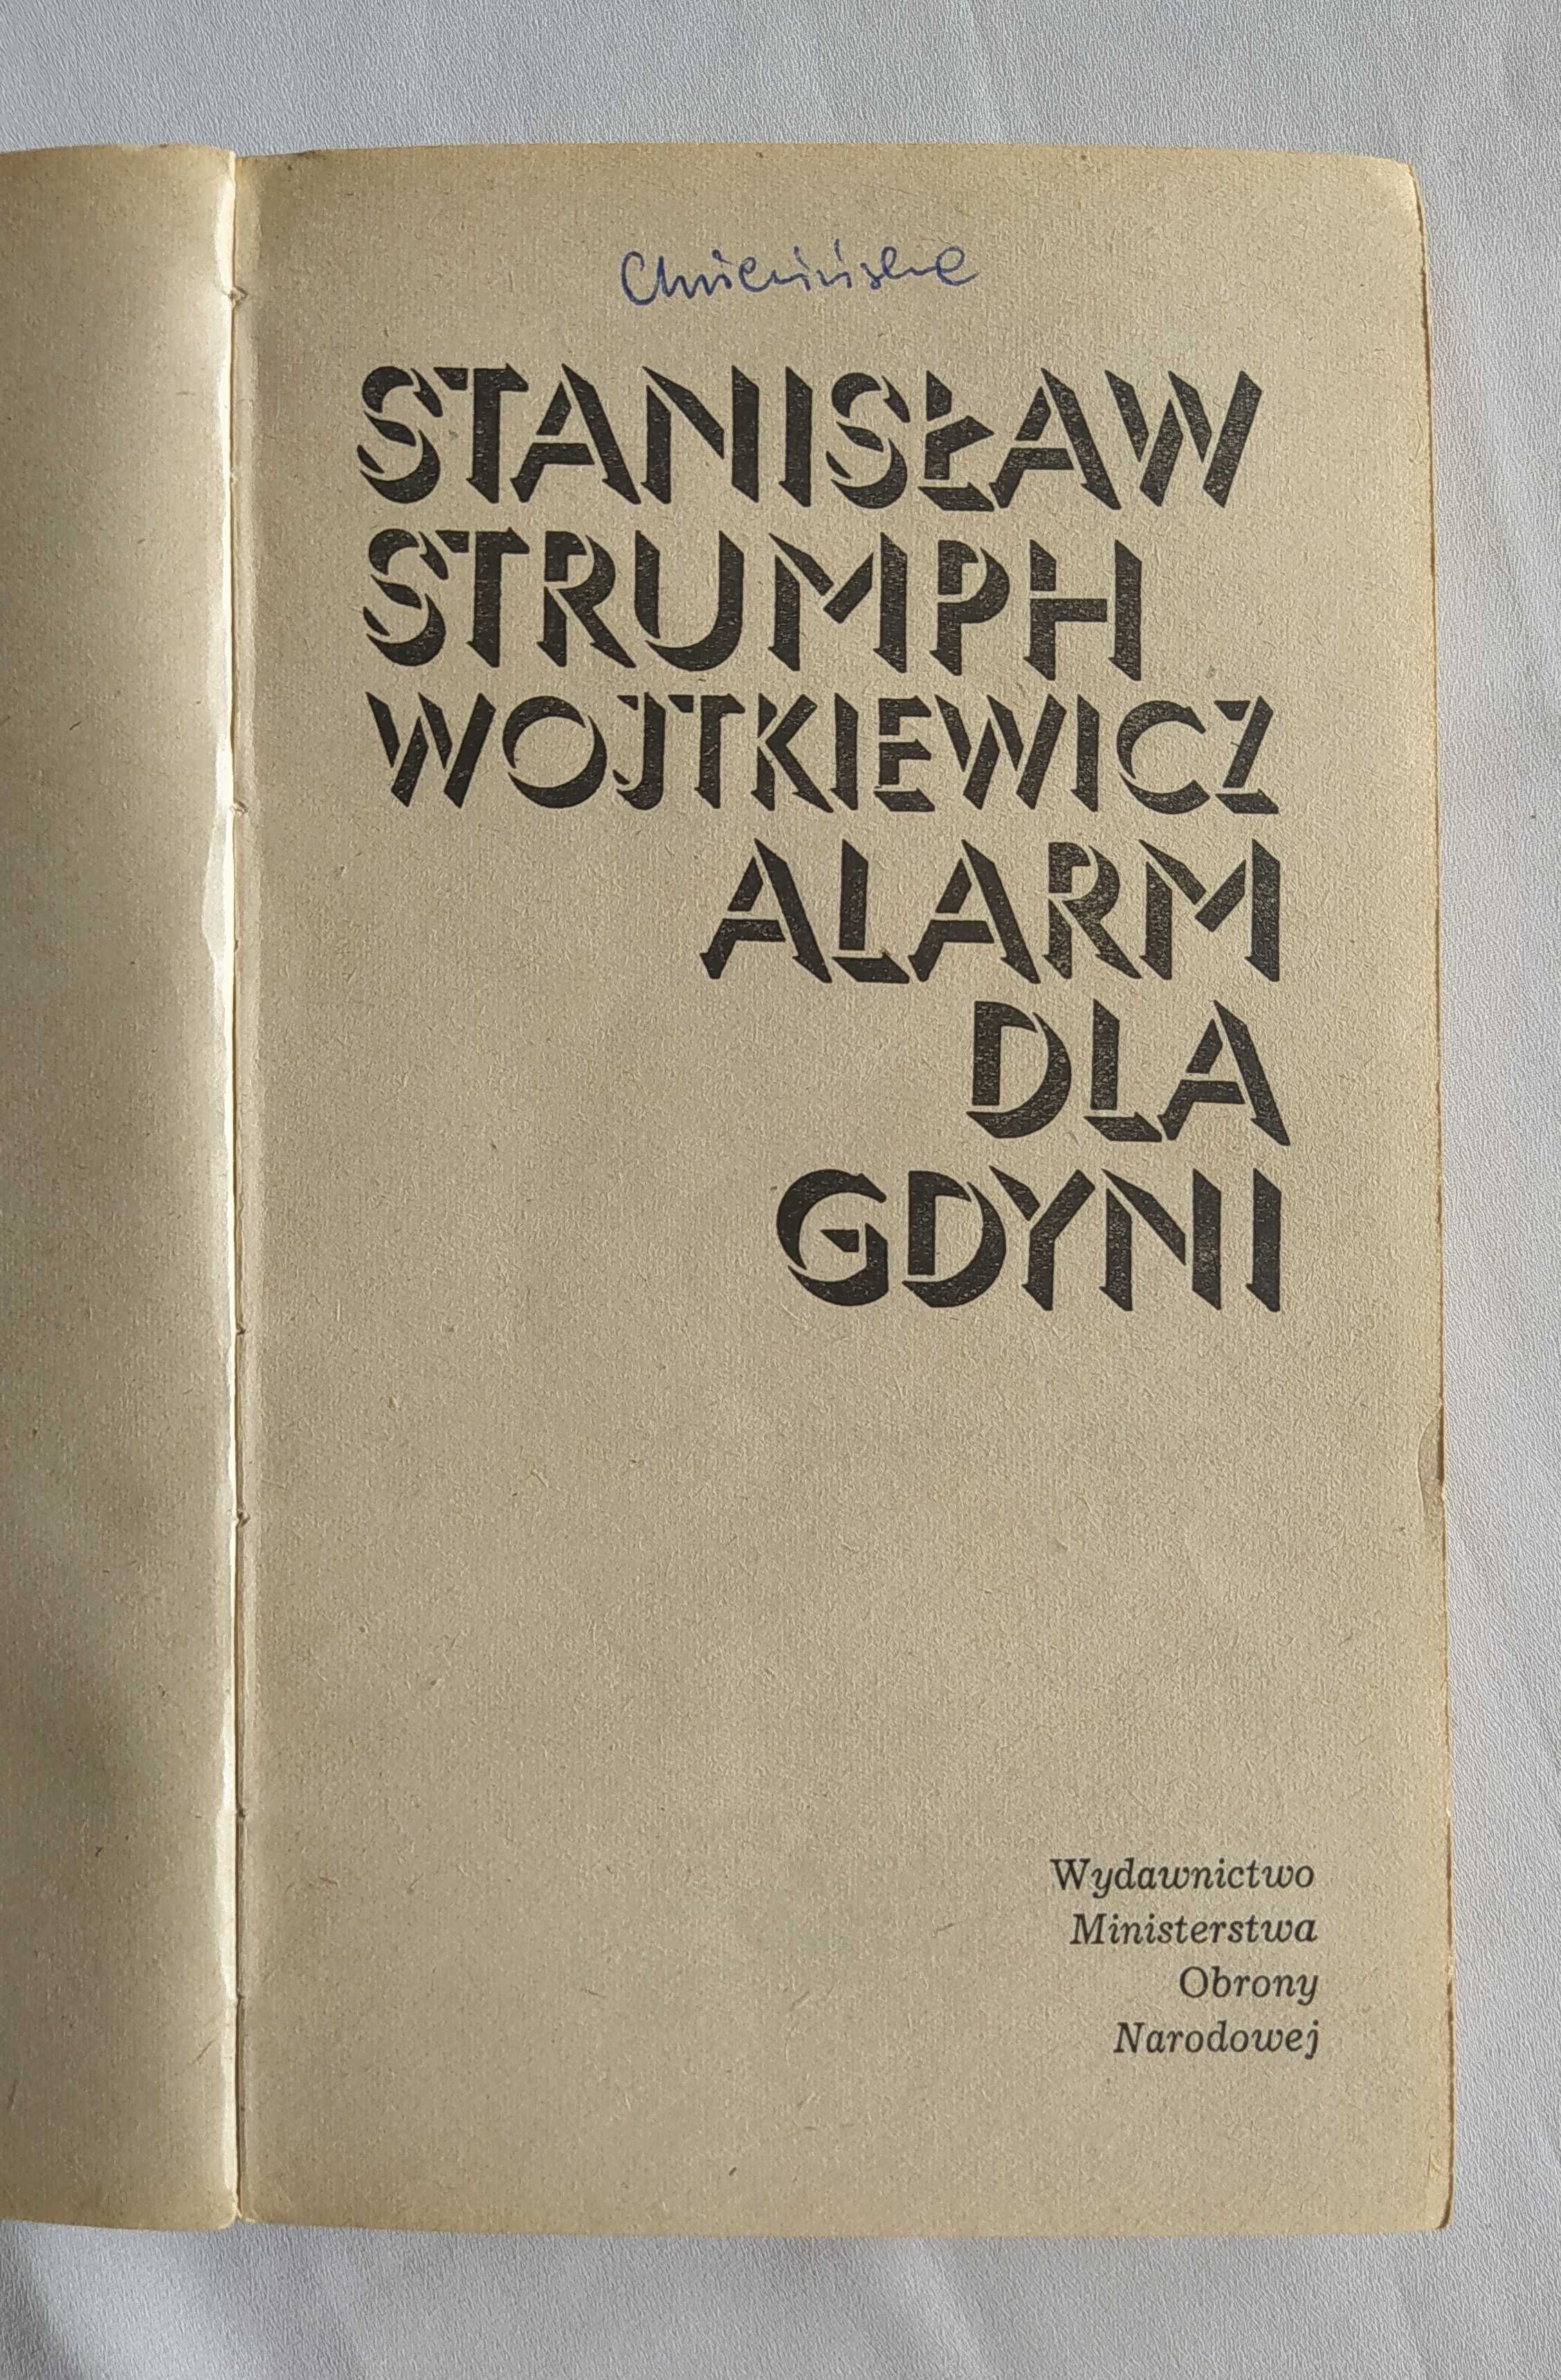 STANISŁAW
STRUMPH
WOJTKIEWICZ
ALARM
DLA
GDYNI
Wydawnictwo
Ministerstwa
Obrony
Narodowej